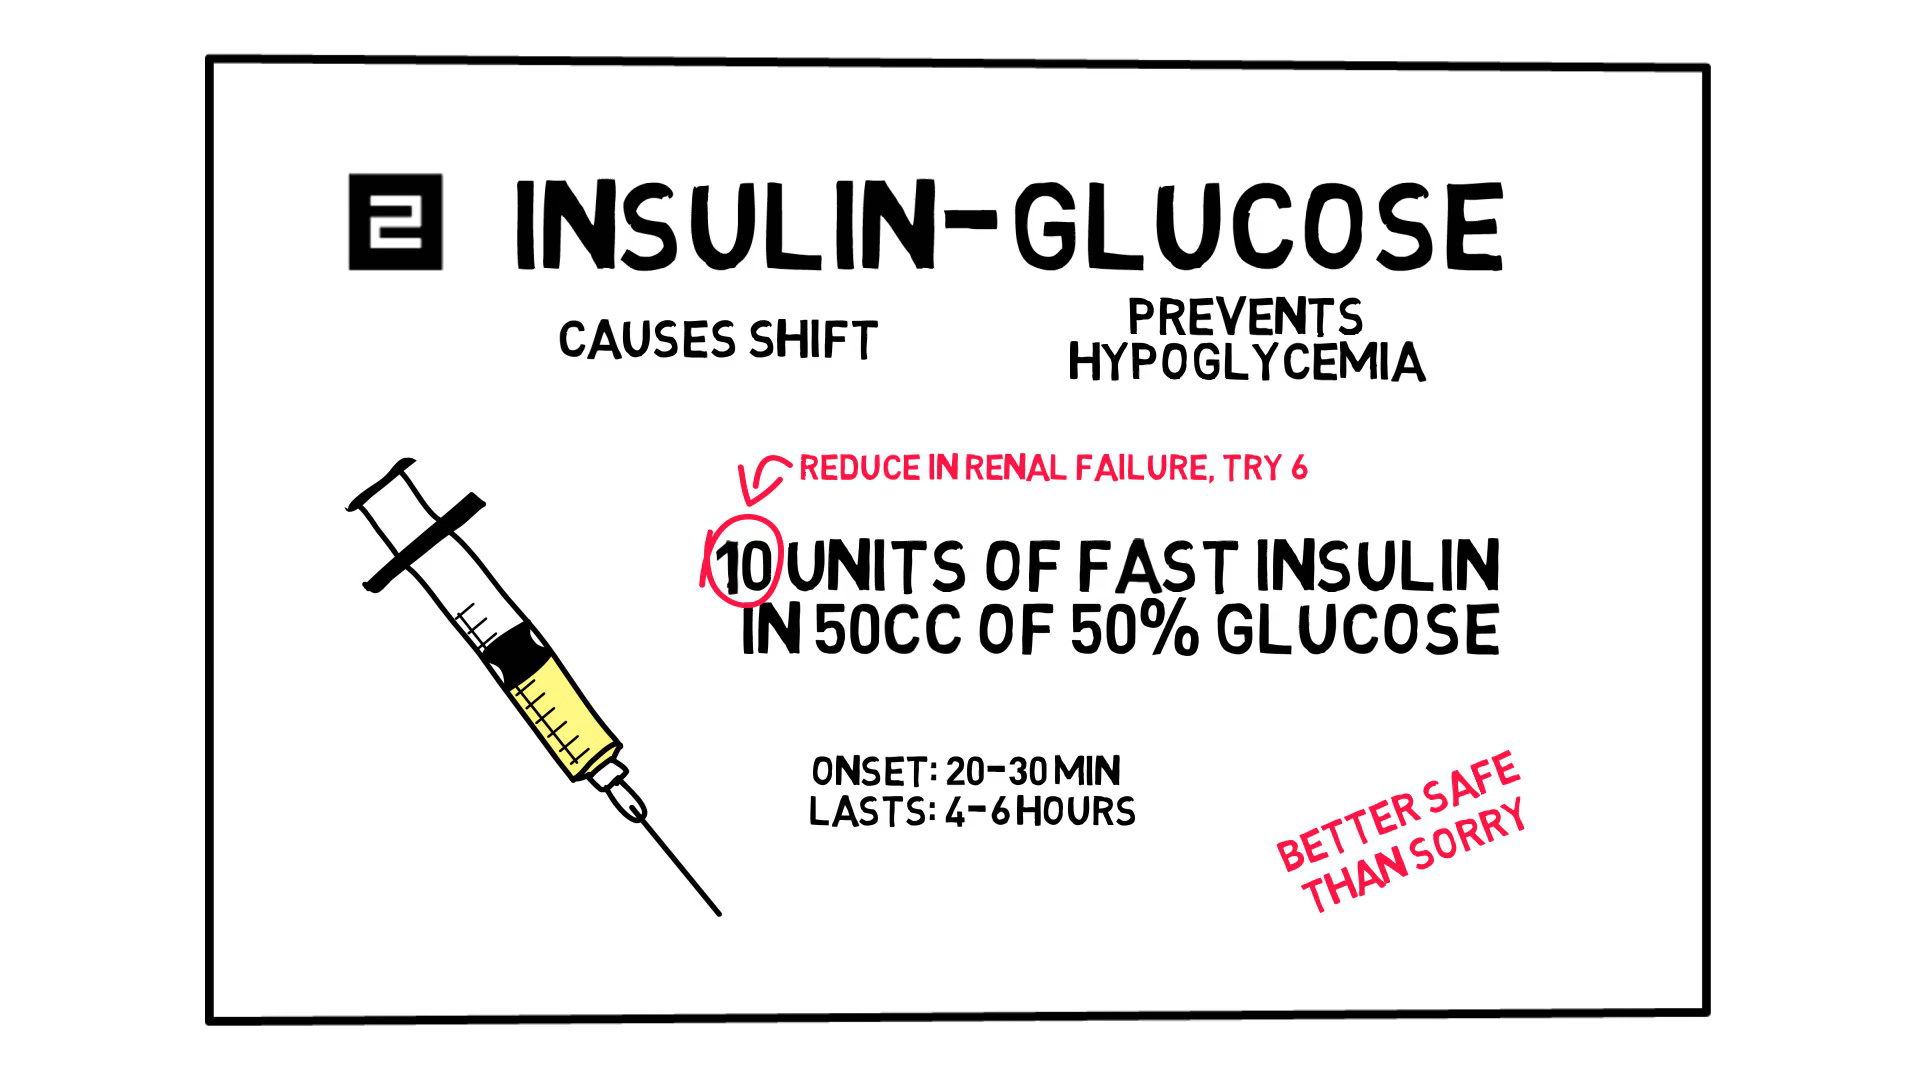 2 INSULIN-GLUCOSE
CAUSES SHIFT
PREVENTS
HYPOGLYCEMIA
REDUCE IN RENAL FAILURE, TRY 6
10 UNITS OF FAST INSULIN
IN 50CC OF 50% GLUCOSE
ONSET: 20-30 MIN
LASTS: 4-6 HOURS
BETTER SAFE
THAN SORRY